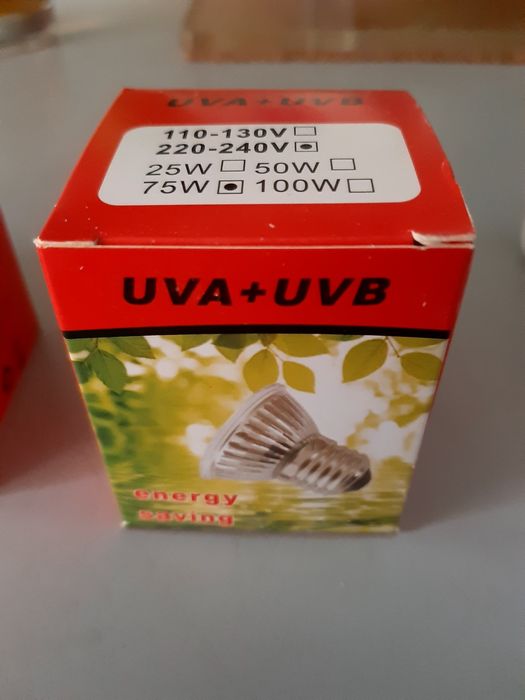 UVA+UVB
110-130V
220-240V
25W 50W
75W 100W
UVA+UVB
energy
saving